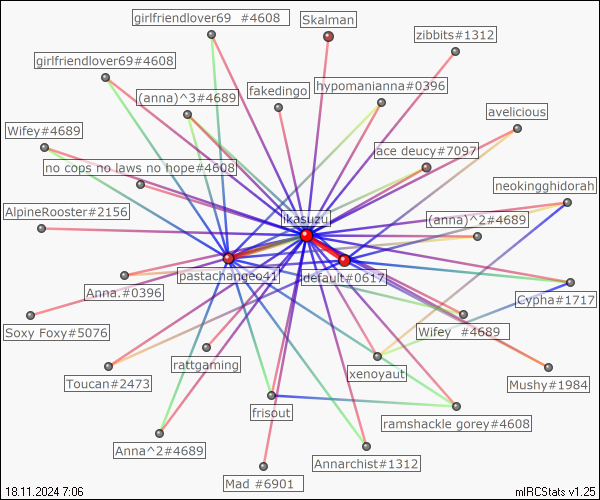 girlfriendlover69 #4608
Skalman
zibbits#1312
girlfriendlover69#4608
hypomanianna#0396
fakedingo
(anna)^3#4689
avelicious
Wifey#4689
ace deucy#7097
no cops no laws no hope#4608
neokingghidorah
AlpineRooster#2156
ikasuzu
(anna)^2#4689
pastachangeo41
default#0617
Anna.#0396
Cypha#1717
Soxy Foxy#5076
Wifey #4689
rattgaming
xenoyaut
Toucan#2473
Mushy#1984
frisout
ramshackle gorey#4608
Anna^2#4689
Annarchist#1312
Mad #6901
18.11.2024 7:06
mIRCStats v1.25